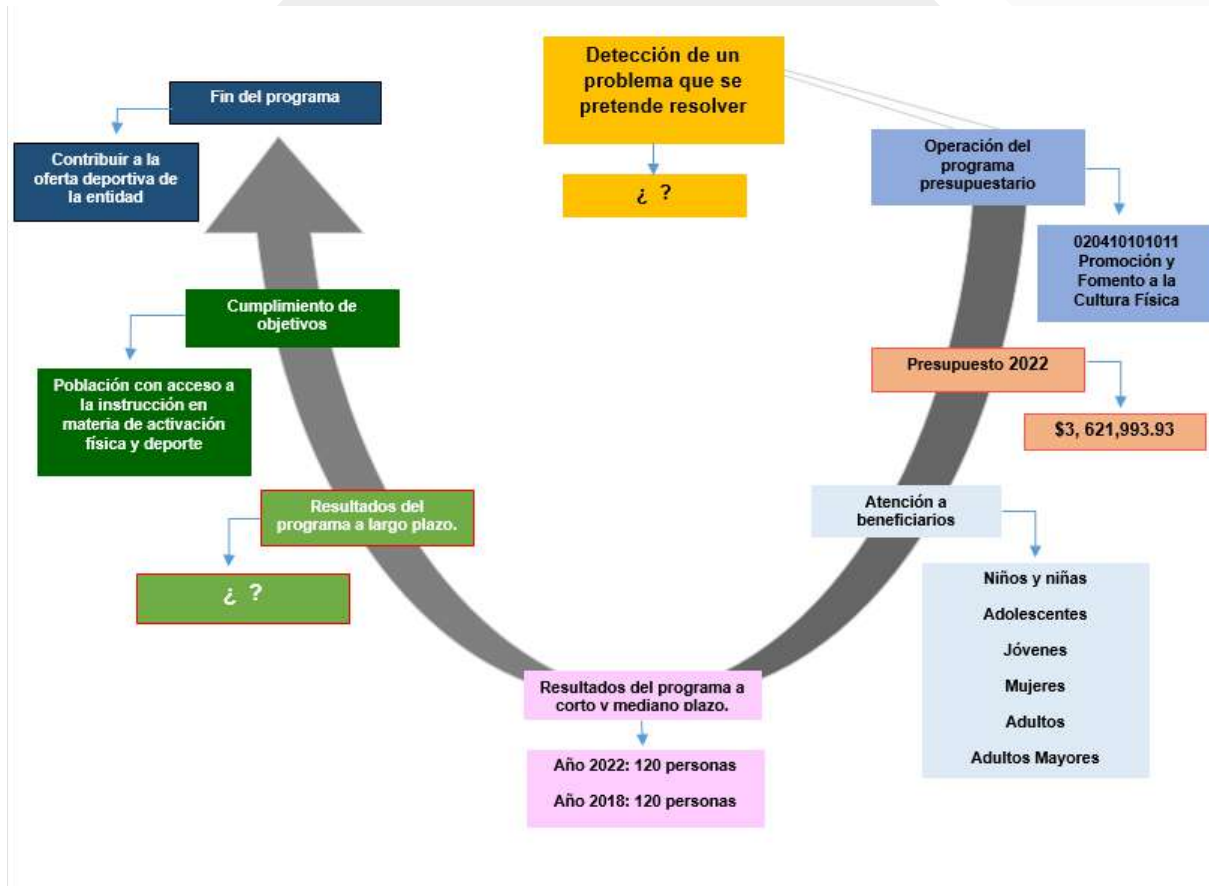 Detección de un
problema que se
pretende resolver
¿ ?
Operación del
programa
presupuestario
020410101011
Promoción y
Fomento a la
Cultura Física
Presupuesto 2022
$3, 621,993.93
Atención a
beneficiarios
Niños y niñas
Adolescentes
Jóvenes
Mujeres
Adultos
Adultos Mayores
Resultados del programa a
corto y mediano plazo.
Año 2022: 120 personas
Año 2018: 120 personas
Resultados del
programa a largo plazo.
¿ ?
Cumplimiento de
objetivos
Población con acceso a
la instrucción en
materia de activación
física y deporte
Fin del programa
Contribuir a la
oferta deportiva de
la entidad